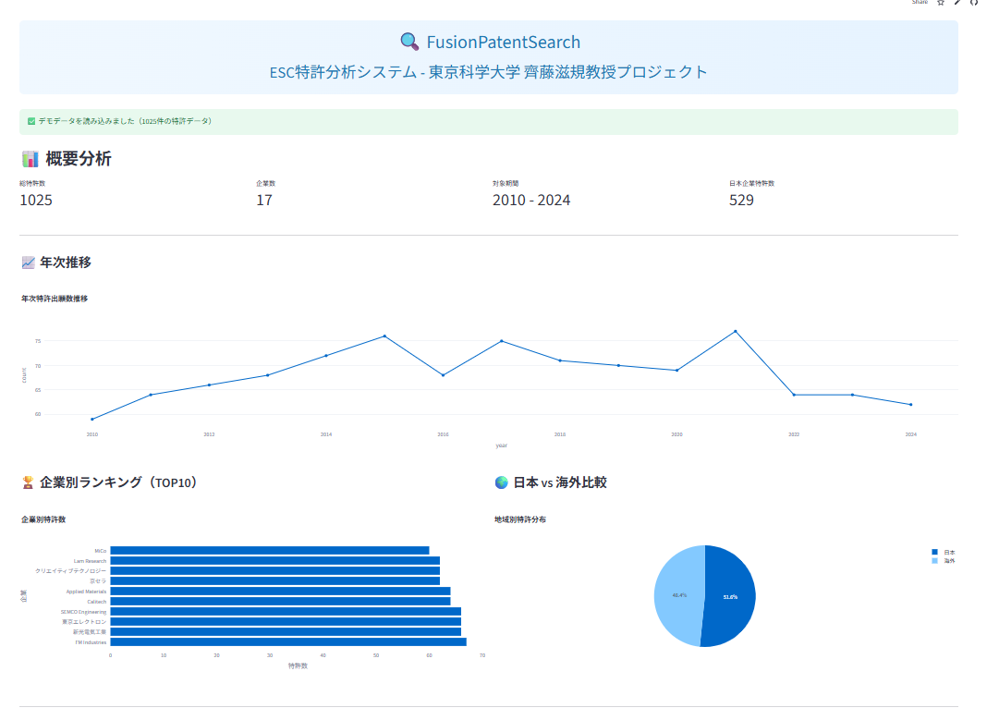 Share
FusionPatentSearch
ESC特許分析システム - 東京科学大学 齊藤滋規教授プロジェクト
デモデータを読み込みました（1025件の特許データ）
概要分析
総特許数
1025
企業数
17
対象期間
2010 - 2024
日本企業特許数
529
年次推移
年次特許出願数推移
75
70
65
60
count
2010
2012
2014
2016
2018
2020
2022
2024
year
企業別ランキング（TOP10）
企業別特許数
MiCo
Lam Research
クリエイティブテクノロジー
京セラ
Applied Materials
Calitech
SEMCO Engineering
東京エレクトロン
新光電気工業
FM Industries
企業
0
10
20
30
40
50
60
70
特許数
日本 vs 海外比較
地域別特許分布
48.4%
51.6%
日本
海外